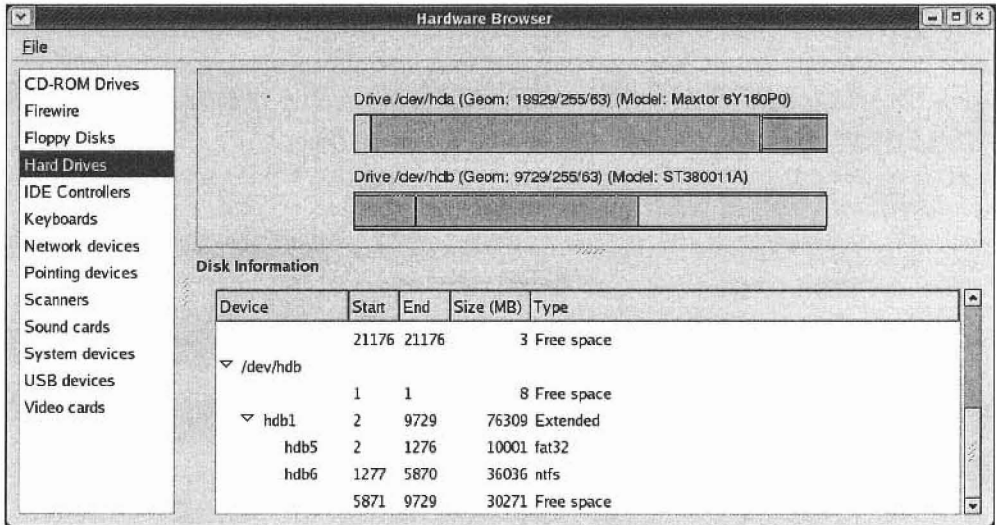 Hardware Browser
File
CD-ROM Drives
Firewire
Floppy Disks
Hard Drives
IDE Controllers
Keyboards
Network devices
Pointing devices
Scanners
Sound cards
System devices
USB devices
Video cards
Drive /dev/hda (Geom: 19929/255/63) (Model: Maxtor 6Y160P0)
Drive /dev/hdb (Geom: 9729/255/63) (Model: ST380011A)
Disk Information
Device Start End Size (MB) Type
21176 21176 3 Free space
/dev/hdb
1 1 8 Free space
hdb1 2 9729 76309 Extended
hdb5 2 1276 10001 fat32
hdb6 1277 5870 36036 ntfs
5871 9729 30271 Free space